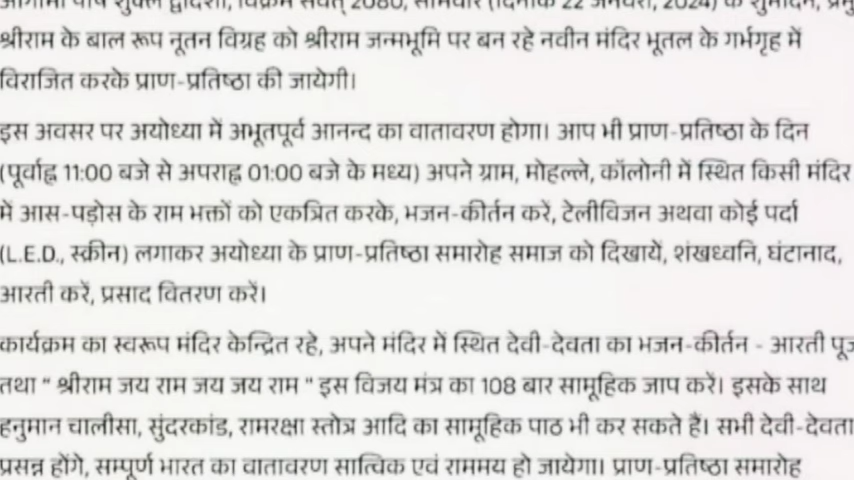 आगामी पौष शुक्ल द्वादशी, विक्रम संवत् 2080, सोमवार (दिनांक 22 जनवरी, 2024) के शुभदिन,
श्रीराम के बाल रूप नूतन विग्रह को श्रीराम जन्मभूमि पर बन रहे नवीन मंदिर भूतल के गर्भगृह में
विराजित करके प्राण-प्रतिष्ठा की जायेगी।
इस अवसर पर अयोध्या में अभूतपूर्व आनन्द का वातावरण होगा। आप भी प्राण-प्रतिष्ठा के दिन
(पूर्वाह्न 11:00 बजे से अपराह्न 01:00 बजे के मध्य) अपने ग्राम, मोहल्ले, कॉलोनी में स्थित किसी मंदिर
में आस-पड़ोस के राम भक्तों को एकत्रित करके, भजन-कीर्तन करें, टेलीविजन अथवा कोई पर्दा
(L.E.D., स्क्रीन) लगाकर अयोध्या के प्राण-प्रतिष्ठा समारोह समाज को दिखायें, शंखध्वनि, घंटानाद,
आरती करें, प्रसाद वितरण करें।
कार्यक्रम का स्वरूप मंदिर केन्द्रित रहे, अपने मंदिर में स्थित देवी-देवता का भजन-कीर्तन - आरती
तथा “ श्रीराम जय राम जय जय राम " इस विजय मंत्र का 108 बार सामूहिक जाप करें। इसके साथ
हनुमान चालीसा, सुंदरकांड, रामरक्षा स्तोत्र आदि का सामूहिक पाठ भी कर सकते हैं। सभी देवी-देवता
प्रसन्न होंगे, सम्पूर्ण भारत का वातावरण सात्विक एवं राममय हो जायेगा। प्राण-प्रतिष्ठा समारोह